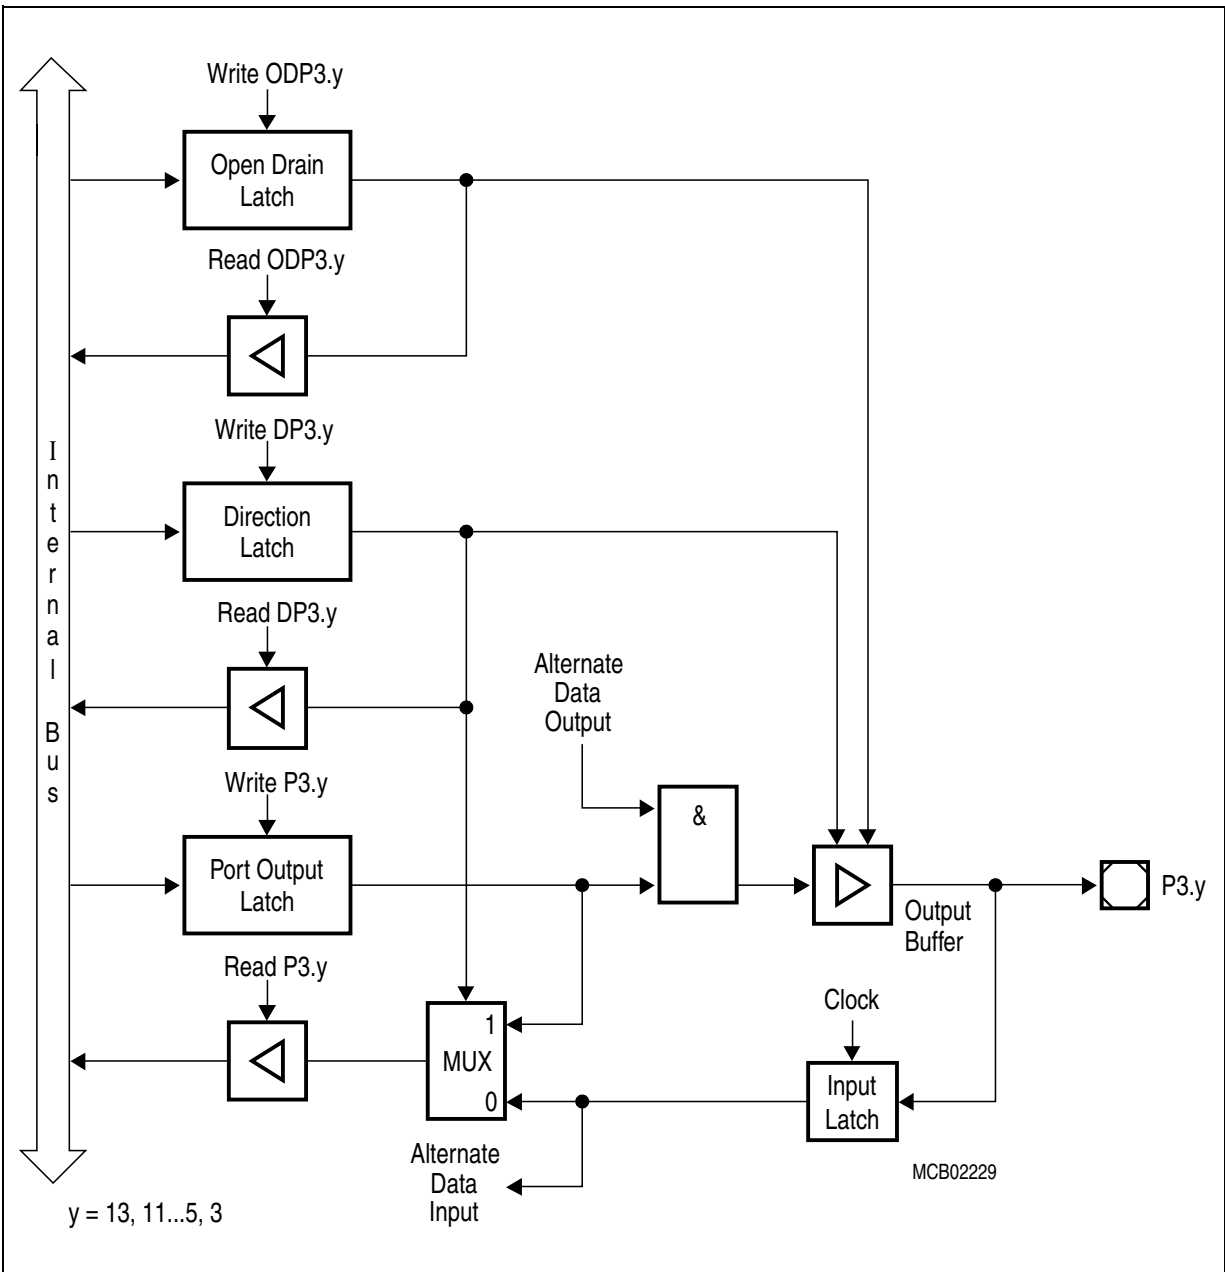 Write ODP3.y
Open Drain
Latch
Read ODP3.y
Write DP3.y
Internal Bus
Direction
Latch
Read DP3.y
Alternate
Data
Output
Write P3.y
&
Port Output
Latch
P3.y
Output
Buffer
Read P3.y
Clock
1
MUX
0
Input
Latch
Alternate
Data
Input
MCB02229
y = 13, 11...5, 3